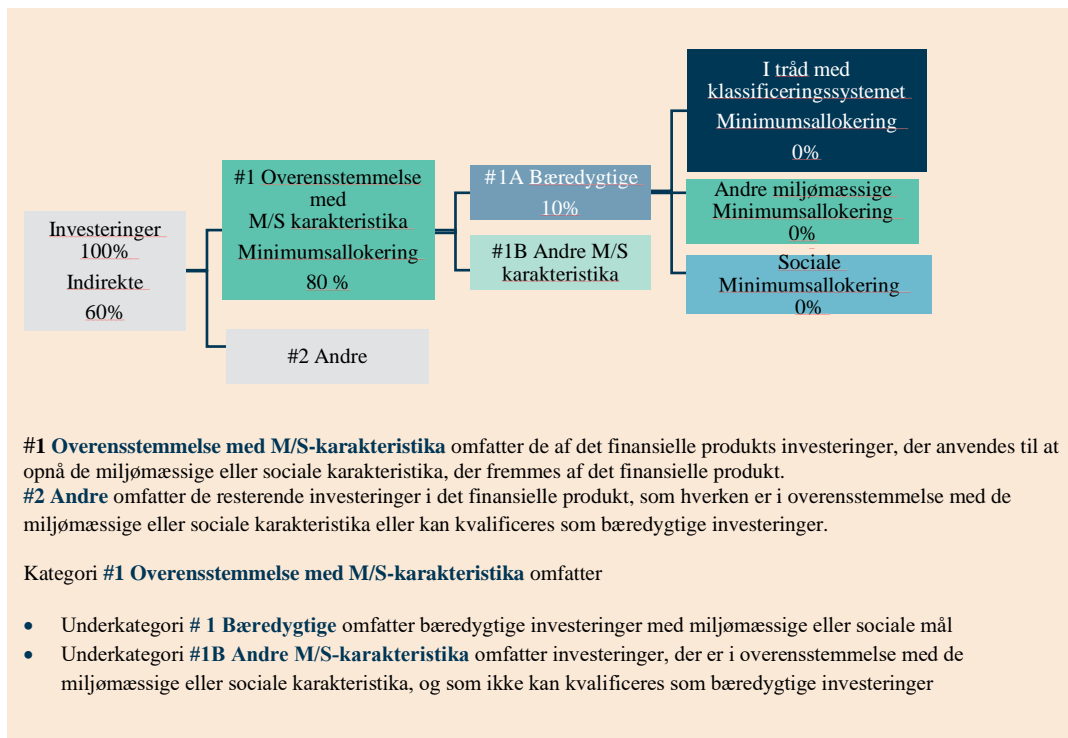 Investeringer
100%
Indirekte
60%
#1 Overensstemmelse
med
M/S karakteristika
Minimumsallokering
80 %
#2 Andre
#1A Bæredygtige
10%
#1B Andre M/S
karakteristika
I tråd med
klassificeringssystemet
Minimumsallokering
0%
Andre miljømæssige
Minimumsallokering
0%
Sociale
Minimumsallokering
0%
#1 Overensstemmelse med M/S-karakteristika omfatter de af det finansielle produkts investeringer, der anvendes til at
opnå de miljømæssige eller sociale karakteristika, der fremmes af det finansielle produkt.
#2 Andre omfatter de resterende investeringer i det finansielle produkt, som hverken er i overensstemmelse med de
miljømæssige eller sociale karakteristika eller kan kvalificeres som bæredygtige investeringer.
Kategori #1 Overensstemmelse med M/S-karakteristika omfatter
• Underkategori # 1 Bæredygtige omfatter bæredygtige investeringer med miljømæssige eller sociale mål
• Underkategori #1B Andre M/S-karakteristika omfatter investeringer, der er i overensstemmelse med de
miljømæssige eller sociale karakteristika, og som ikke kan kvalificeres som bæredygtige investeringer